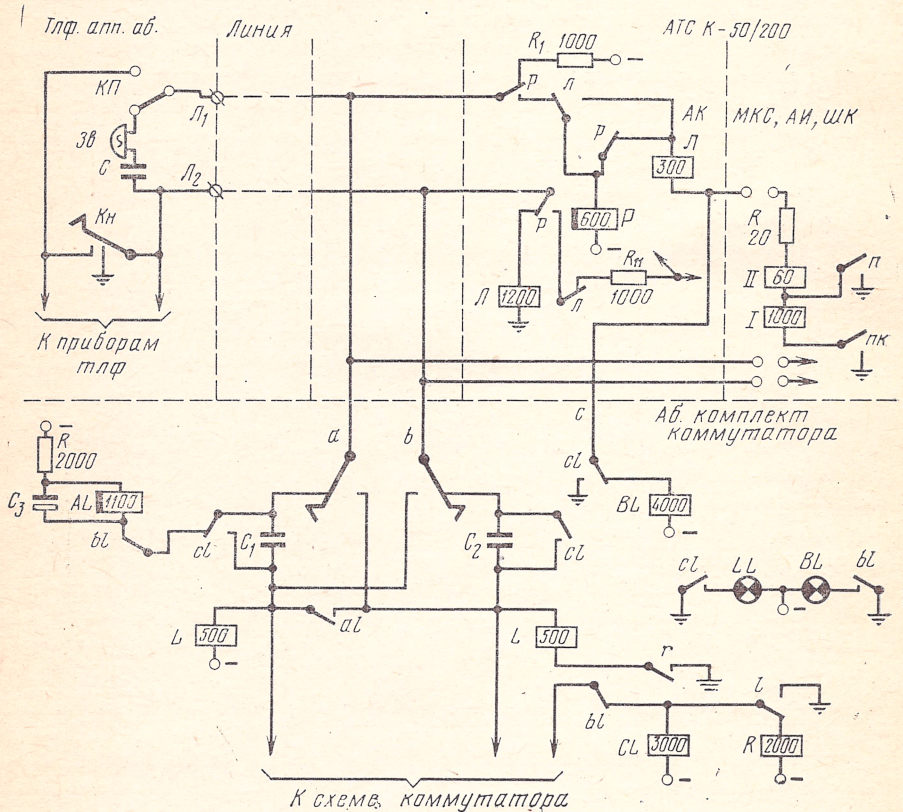 Тлф. апп. аб.
Линия
АТС К-50/200
R₁ 1000
КП
р
л
Л₁
АК
МКС, АИ, ШК
Зв
S
р
Л
300
С
Л₂
Кн
600
Р
R
20
р
Rн
п
II
60
Л
1200
л
1000
I
1000
пк
К приборам
тлф
с
Аб. комплект
коммутатора
R
2000
a
b
cl
C₃
AL
1100
BL
4000
bl
cl
C₁
C₂
cl
cl
LL
BL
bl
L
500
al
L
500
r
bl
l
CL
3000
R
2000
К схеме коммутатора